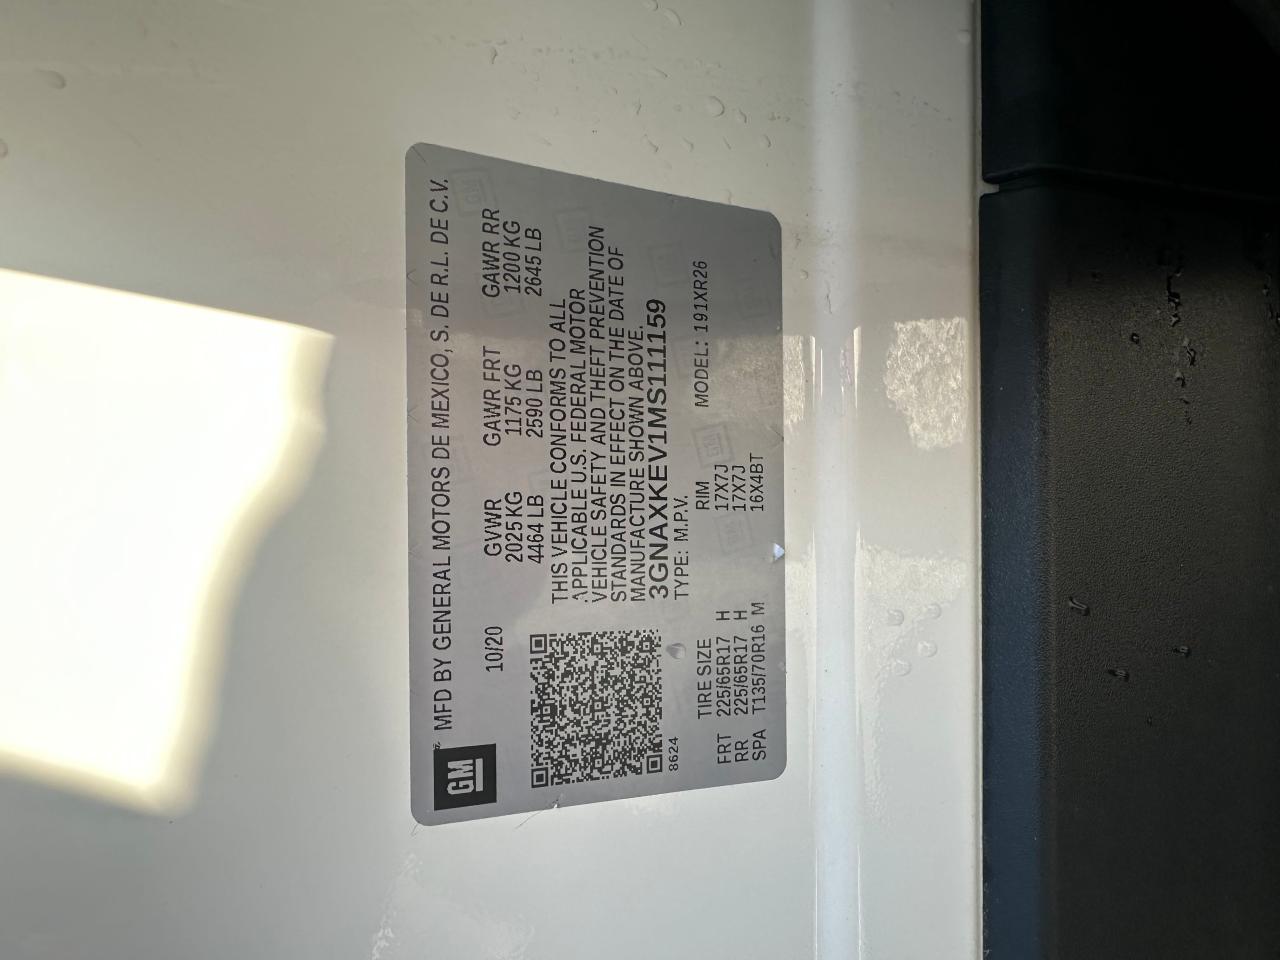 GM
MFD BY GENERAL MOTORS DE MEXICO, S. DE R.L. DE C.V.
10/20
GVWR GAWR FRT GAWR RR
2025 KG 1175 KG 1200 KG
4464 LB 2590 LB 2645 LB
THIS VEHICLE CONFORMS TO ALL
APPLICABLE U.S. FEDERAL MOTOR
VEHICLE SAFETY AND THEFT PREVENTION
STANDARDS IN EFFECT ON THE DATE OF
MANUFACTURE SHOWN ABOVE.
3GNAXKEV1MS111159
TYPE: M.P.V.
8624
TIRE SIZE RIM MODEL: 191XR26
FRT 225/65R17 H 17X7J
RR 225/65R17 H 17X7J
SPA T135/70R16 M 16X4BT